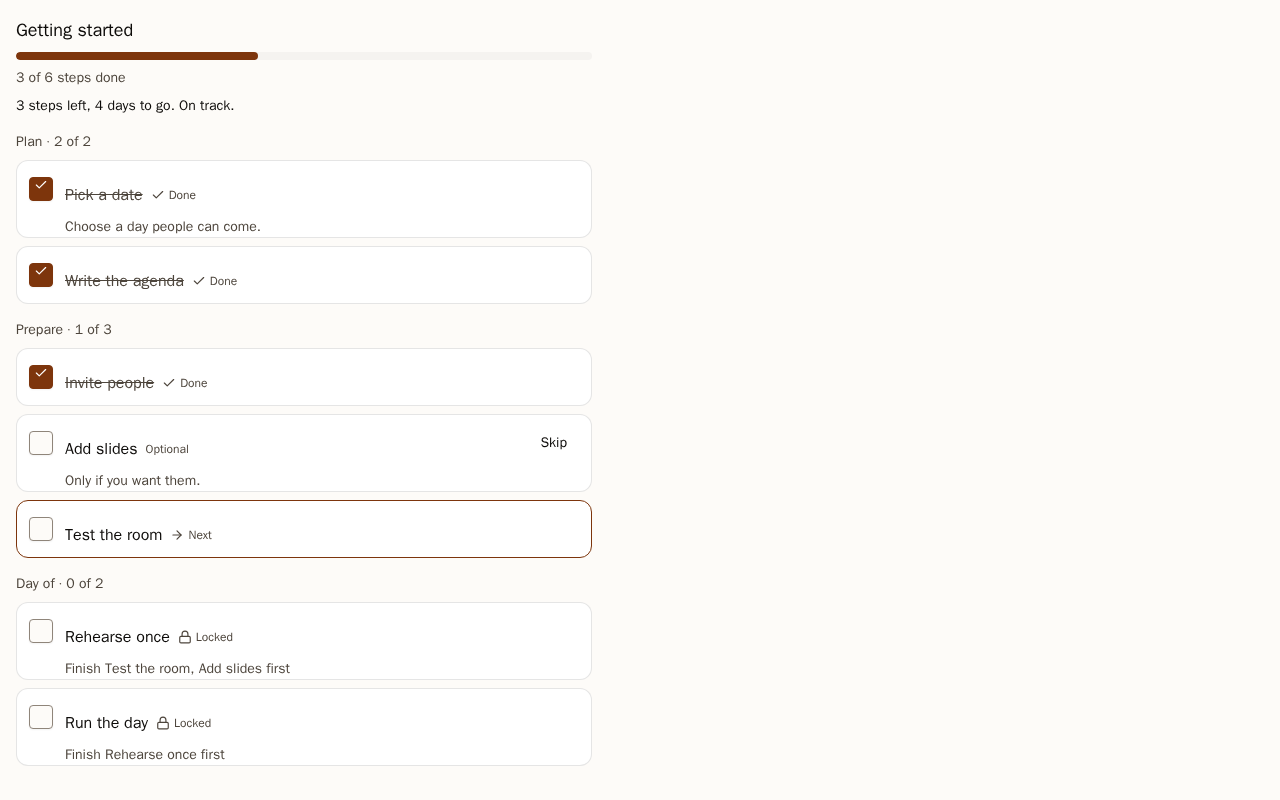 Getting started
3 of 6 steps done
3 steps left, 4 days to go. On track.
Plan · 2 of 2
Pick a date Done
Choose a day people can come.
Write the agenda Done
Prepare · 1 of 3
Invite people Done
Add slides Optional Skip
Only if you want them.
Test the room Next
Day of · 0 of 2
Rehearse once Locked
Finish Test the room, Add slides first
Run the day Locked
Finish Rehearse once first